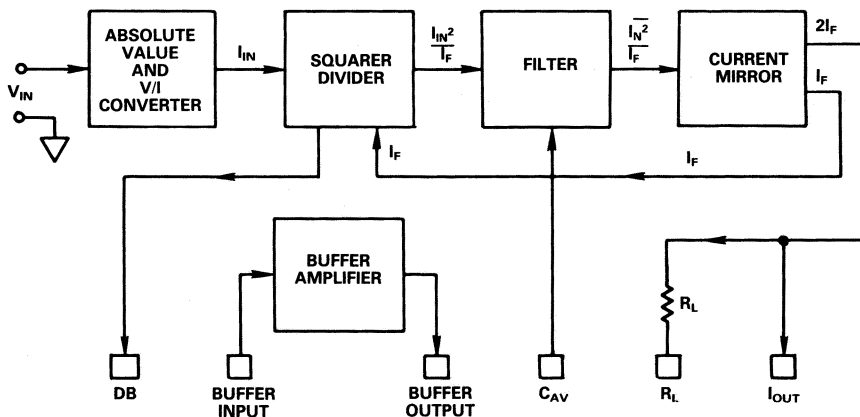 ABSOLUTE
VALUE
AND
V/I
CONVERTER
V_IN
I_IN
SQUARER
DIVIDER
I_IN²
I_F
FILTER
I_N²
I_F
CURRENT
MIRROR
2I_F
I_F
I_F
I_F
BUFFER
AMPLIFIER
R_L
DB
BUFFER
INPUT
BUFFER
OUTPUT
C_AV
R_L
I_OUT